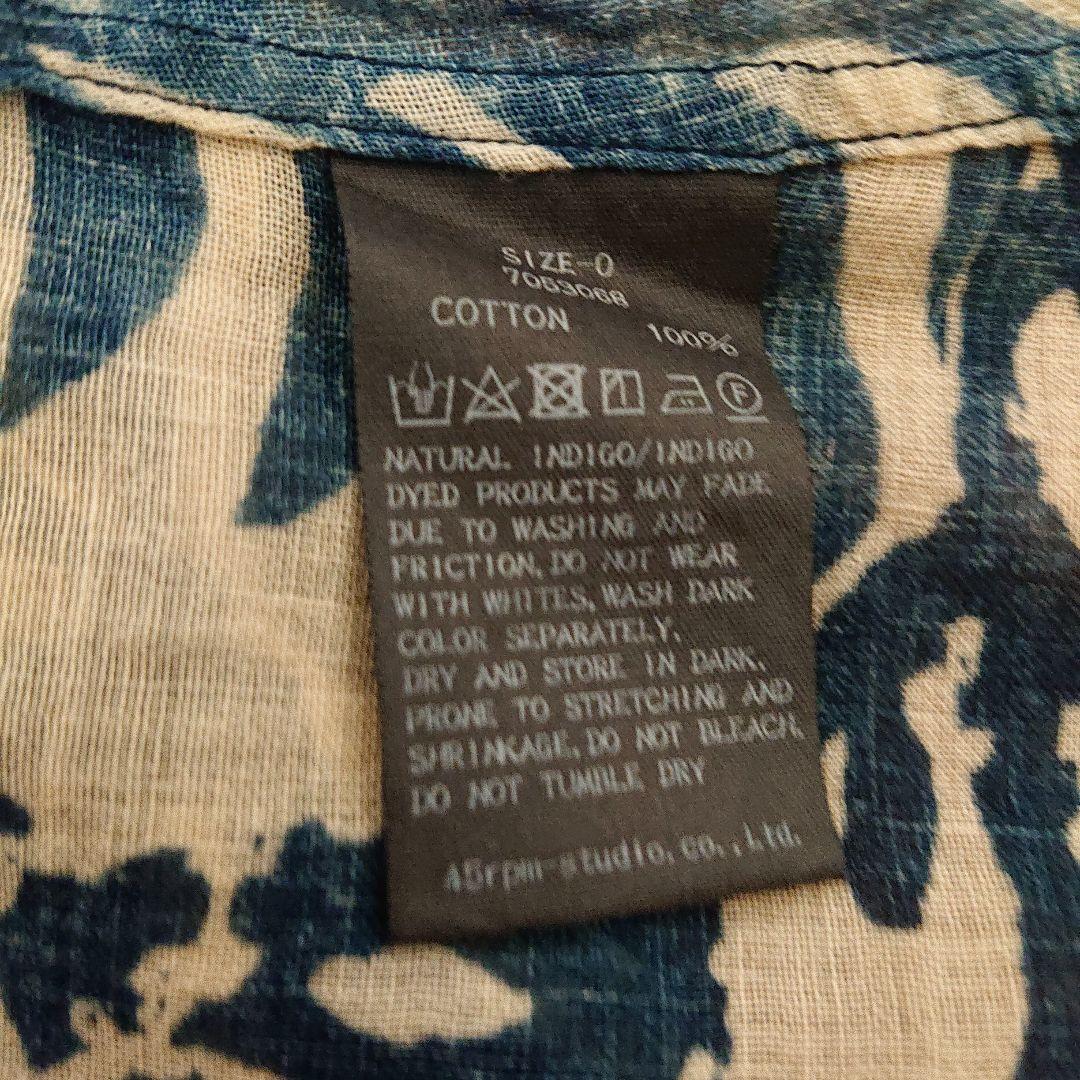 SIZE-0
7053068
COTTON 100%
F
NATURAL INDIGO/INDIGO
DYED PRODUCTS MAY FADE
DUE TO WASHING AND
FRICTION, DO NOT WEAR
WITH WHITES, WASH DARK
COLOR SEPARATELY.
DRY AND STORE IN DARK.
PRONE TO STRETCHING AND
SHRINKAGE, DO NOT BLEACH,
DO NOT TUMBLE DRY
45rpm-studio.co.,Ltd.